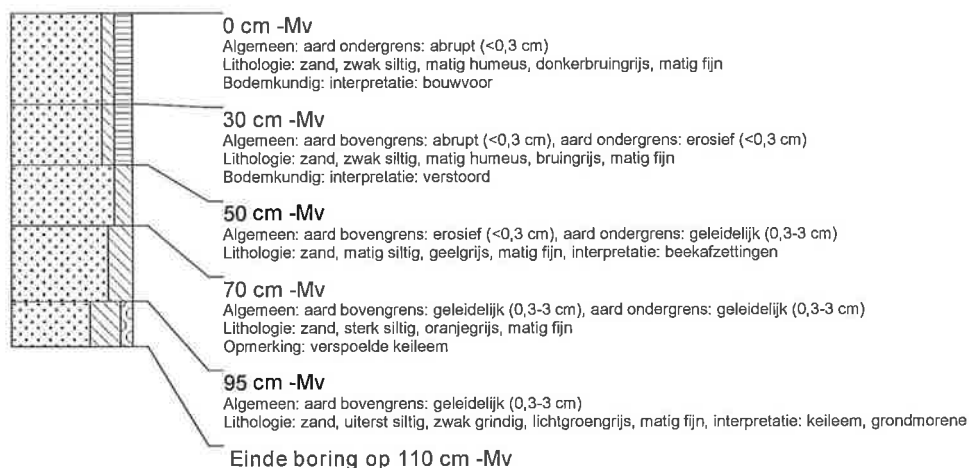 0 cm -Mv
Algemeen: aard ondergrens: abrupt (<0,3 cm)
Lithologie: zand, zwak siltig, matig humeus, donkerbruingrijs, matig fijn
Bodemkundig: interpretatie: bouwvoor
30 cm -Mv
Algemeen: aard bovengrens: abrupt (<0,3 cm), aard ondergrens: erosief (<0,3 cm)
Lithologie: zand, zwak siltig, matig humeus, bruingrijs, matig fijn
Bodemkundig: interpretatie: verstoord
50 cm -Mv
Algemeen: aard bovengrens: erosief (<0,3 cm), aard ondergrens: geleidelijk (0,3-3 cm)
Lithologie: zand, matig siltig, geelgrijs, matig fijn, interpretatie: beekafzettingen
70 cm -Mv
Algemeen: aard bovengrens: geleidelijk (0,3-3 cm), aard ondergrens: geleidelijk (0,3-3 cm)
Lithologie: zand, sterk siltig, oranjegrijs, matig fijn
Opmerking: verspoelde keileem
95 cm -Mv
Algemeen: aard bovengrens: geleidelijk (0,3-3 cm)
Lithologie: zand, uiterst siltig, zwak grindig, lichtgroengrijs, matig fijn, interpretatie: keileem, grondmorene
Einde boring op 110 cm -Mv